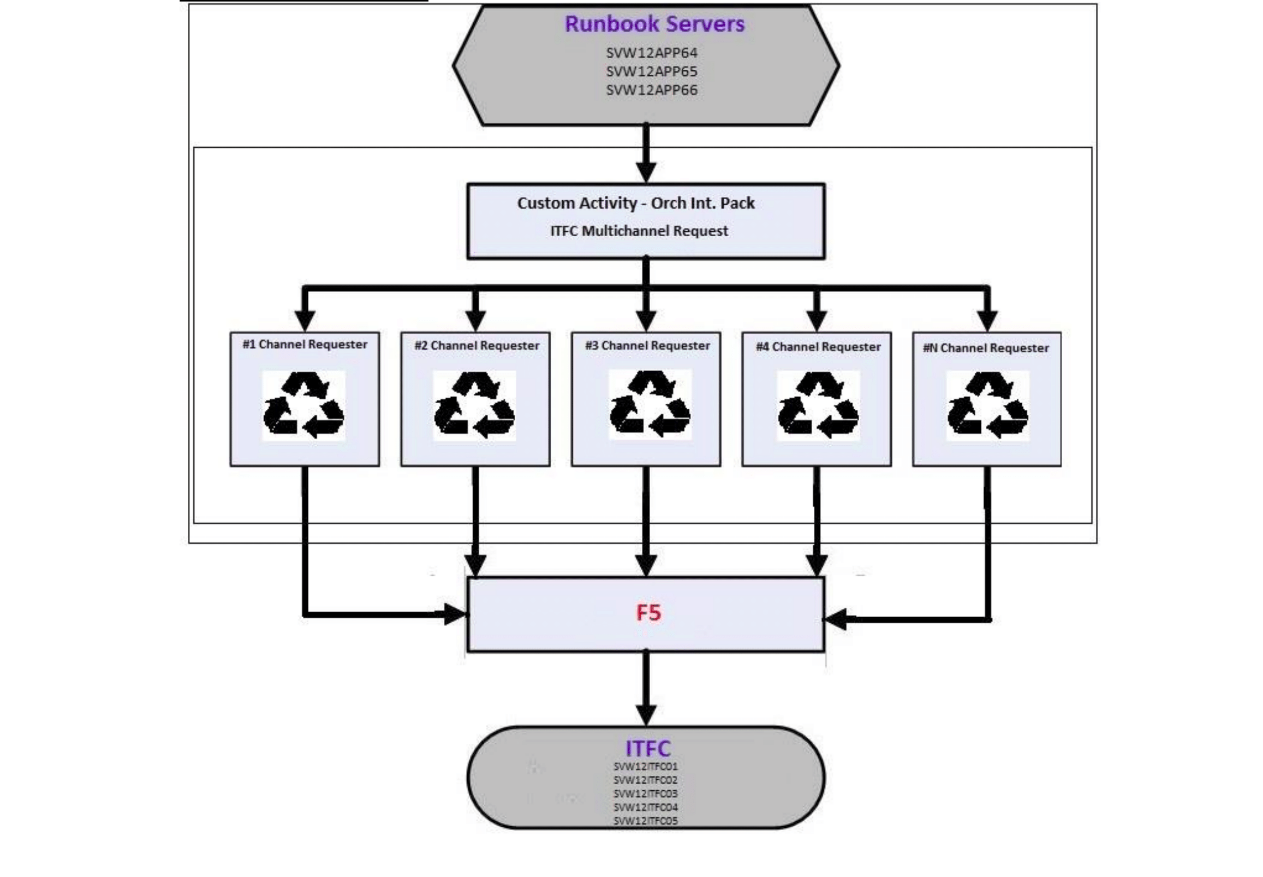 Runbook Servers
SVW12APP64
SVW12APP65
SVW12APP66
Custom Activity - Orch Int. Pack
ITFC Multichannel Request
#1 Channel Requester
#2 Channel Requester
#3 Channel Requester
#4 Channel Requester
#N Channel Requester
F5
ITFC
SVW12ITFC01
SVW12ITFC02
SVW12ITFC03
SVW12ITFC04
SVW12ITFC05